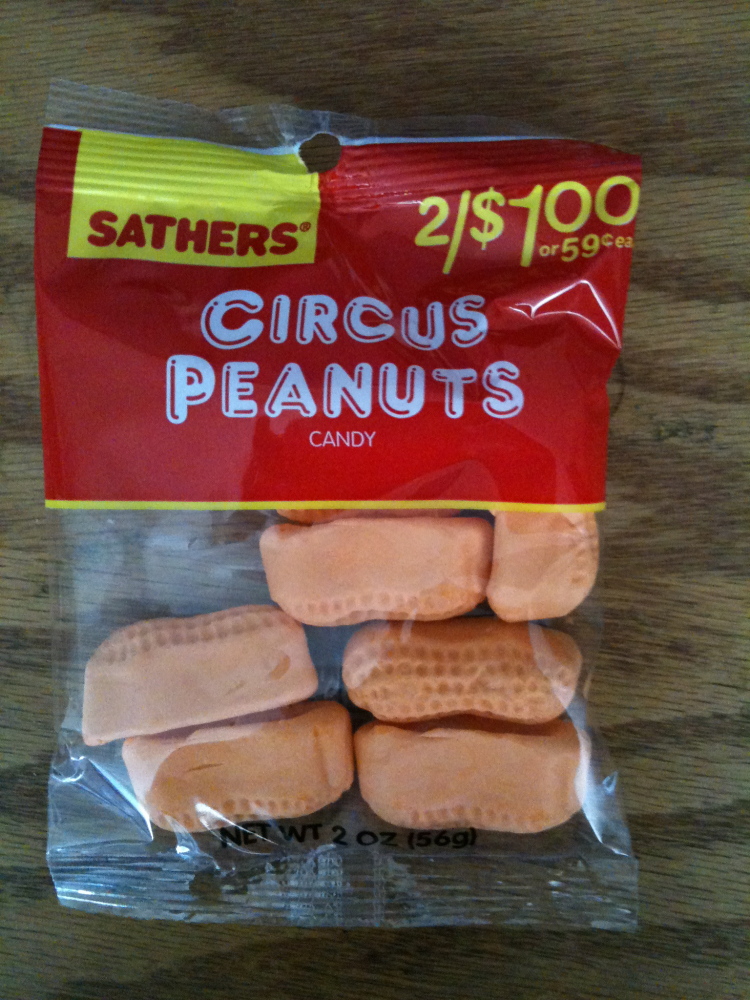 SATHERS®
2/$1.00
or 59¢ ea
CIRCUS
PEANUTS
CANDY
NET WT 2 OZ (56g)